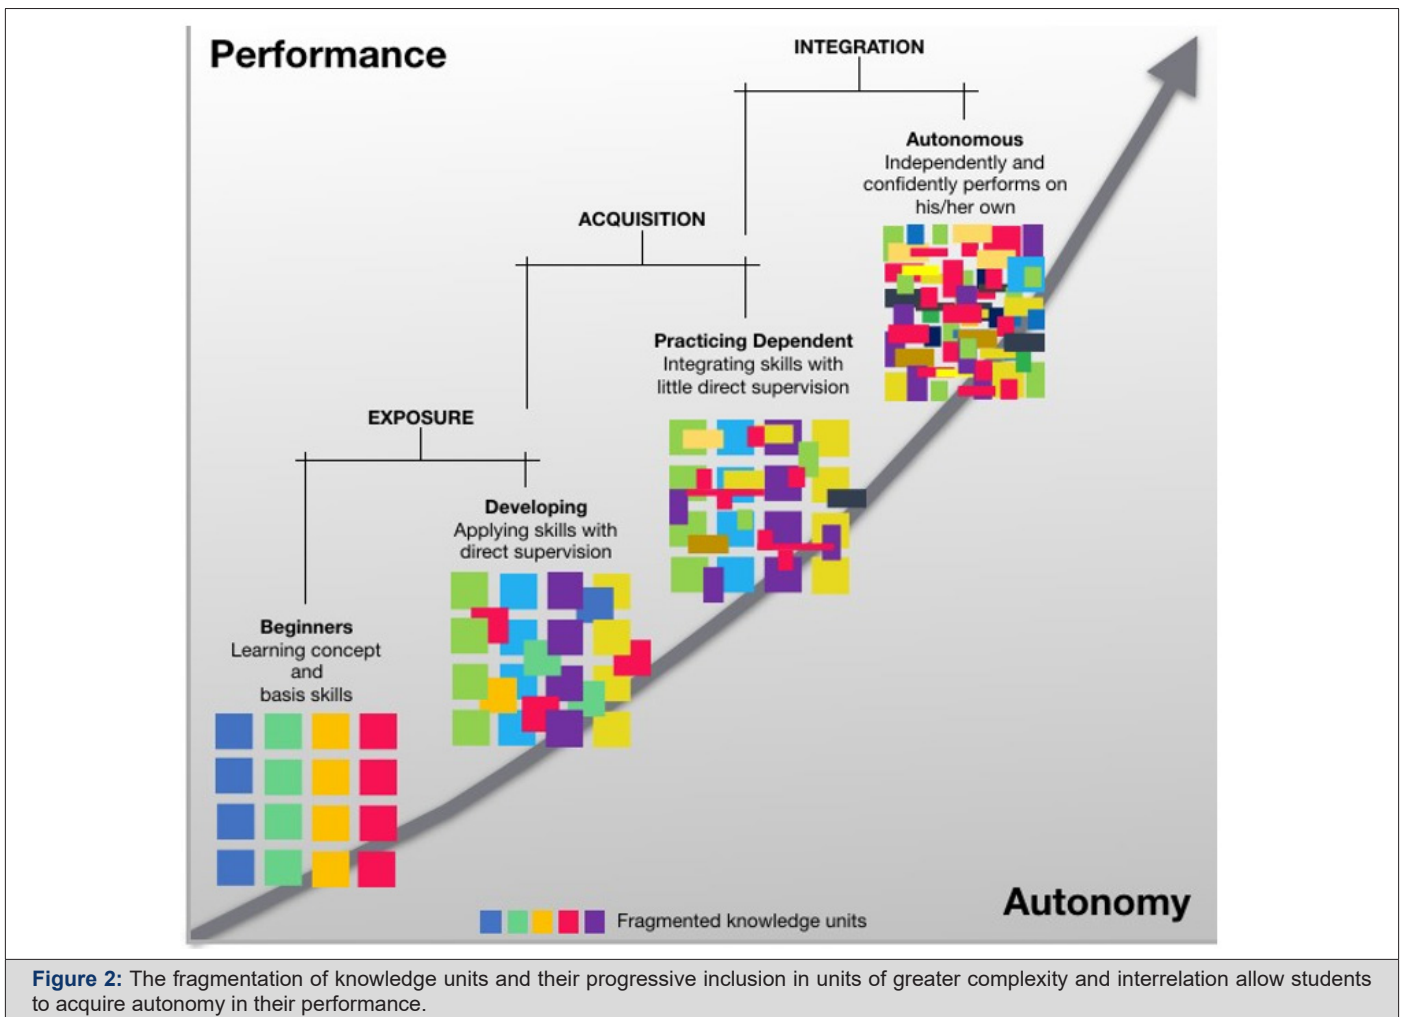 Performance
INTEGRATION
Autonomous
Independently and
confidently performs on
his/her own
ACQUISITION
Practicing Dependent
Integrating skills with
little direct supervision
EXPOSURE
Developing
Applying skills with
direct supervision
Beginners
Learning concept
and
basis skills
Autonomy
Fragmented knowledge units
Figure 2: The fragmentation of knowledge units and their progressive inclusion in units of greater complexity and interrelation allow students
to acquire autonomy in their performance.